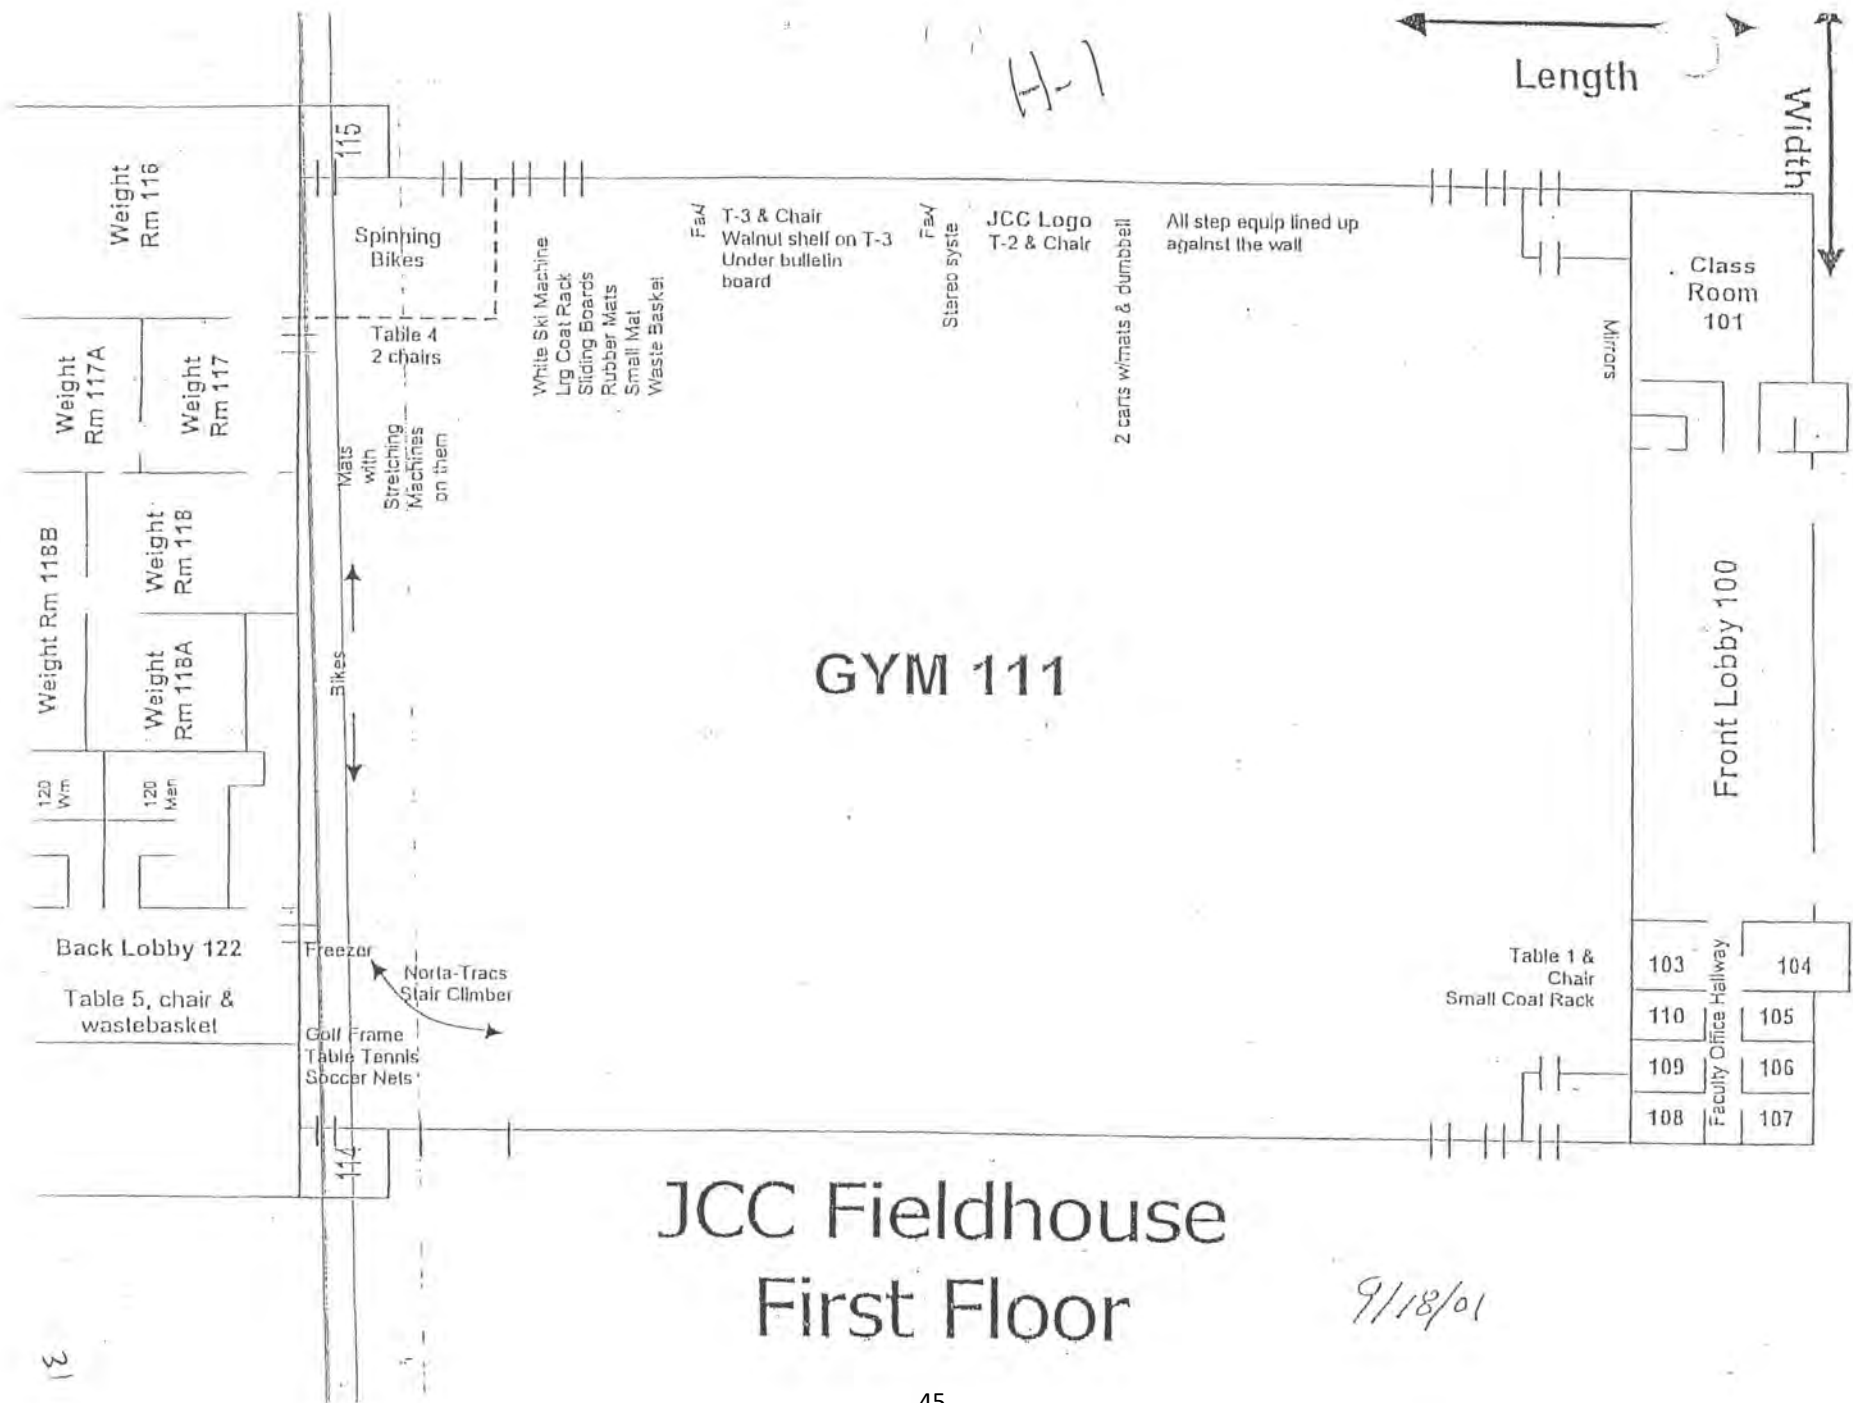 H-1
Length
Width
115
Weight
Rm 116
Spinning
Bikes
Fan
T-3 & Chair
Walnut shelf on T-3
Under bulletin
board
Fan
Stereo syste
JCC Logo
T-2 & Chair
2 carts w/mats & dumbbell
All step equip lined up
against the wall
Class
Room
101
Mirrors
White Ski Machine
Lrg Coat Rack
Sliding Boards
Rubber Mats
Small Mat
Waste Basket
Table 4
2 chairs
Weight
Rm 117A
Weight
Rm 117
Mats
with
Stretching
Machines
on them
Weight Rm 118B
Weight
Rm 118
Weight
Rm 118A
Bikes
GYM 111
Front Lobby 100
120
Wm
120
Men
Back Lobby 122
Table 5, chair &
wastebasket
Freezer
Norta-Tracs
Stair Climber
Golf Frame
Table Tennis
Soccer Nets
Table 1 &
Chair
Small Coat Rack
103
104
110
105
109
106
108
107
Faculty Office Hallway
114
JCC Fieldhouse
First Floor
9/18/01
31
45